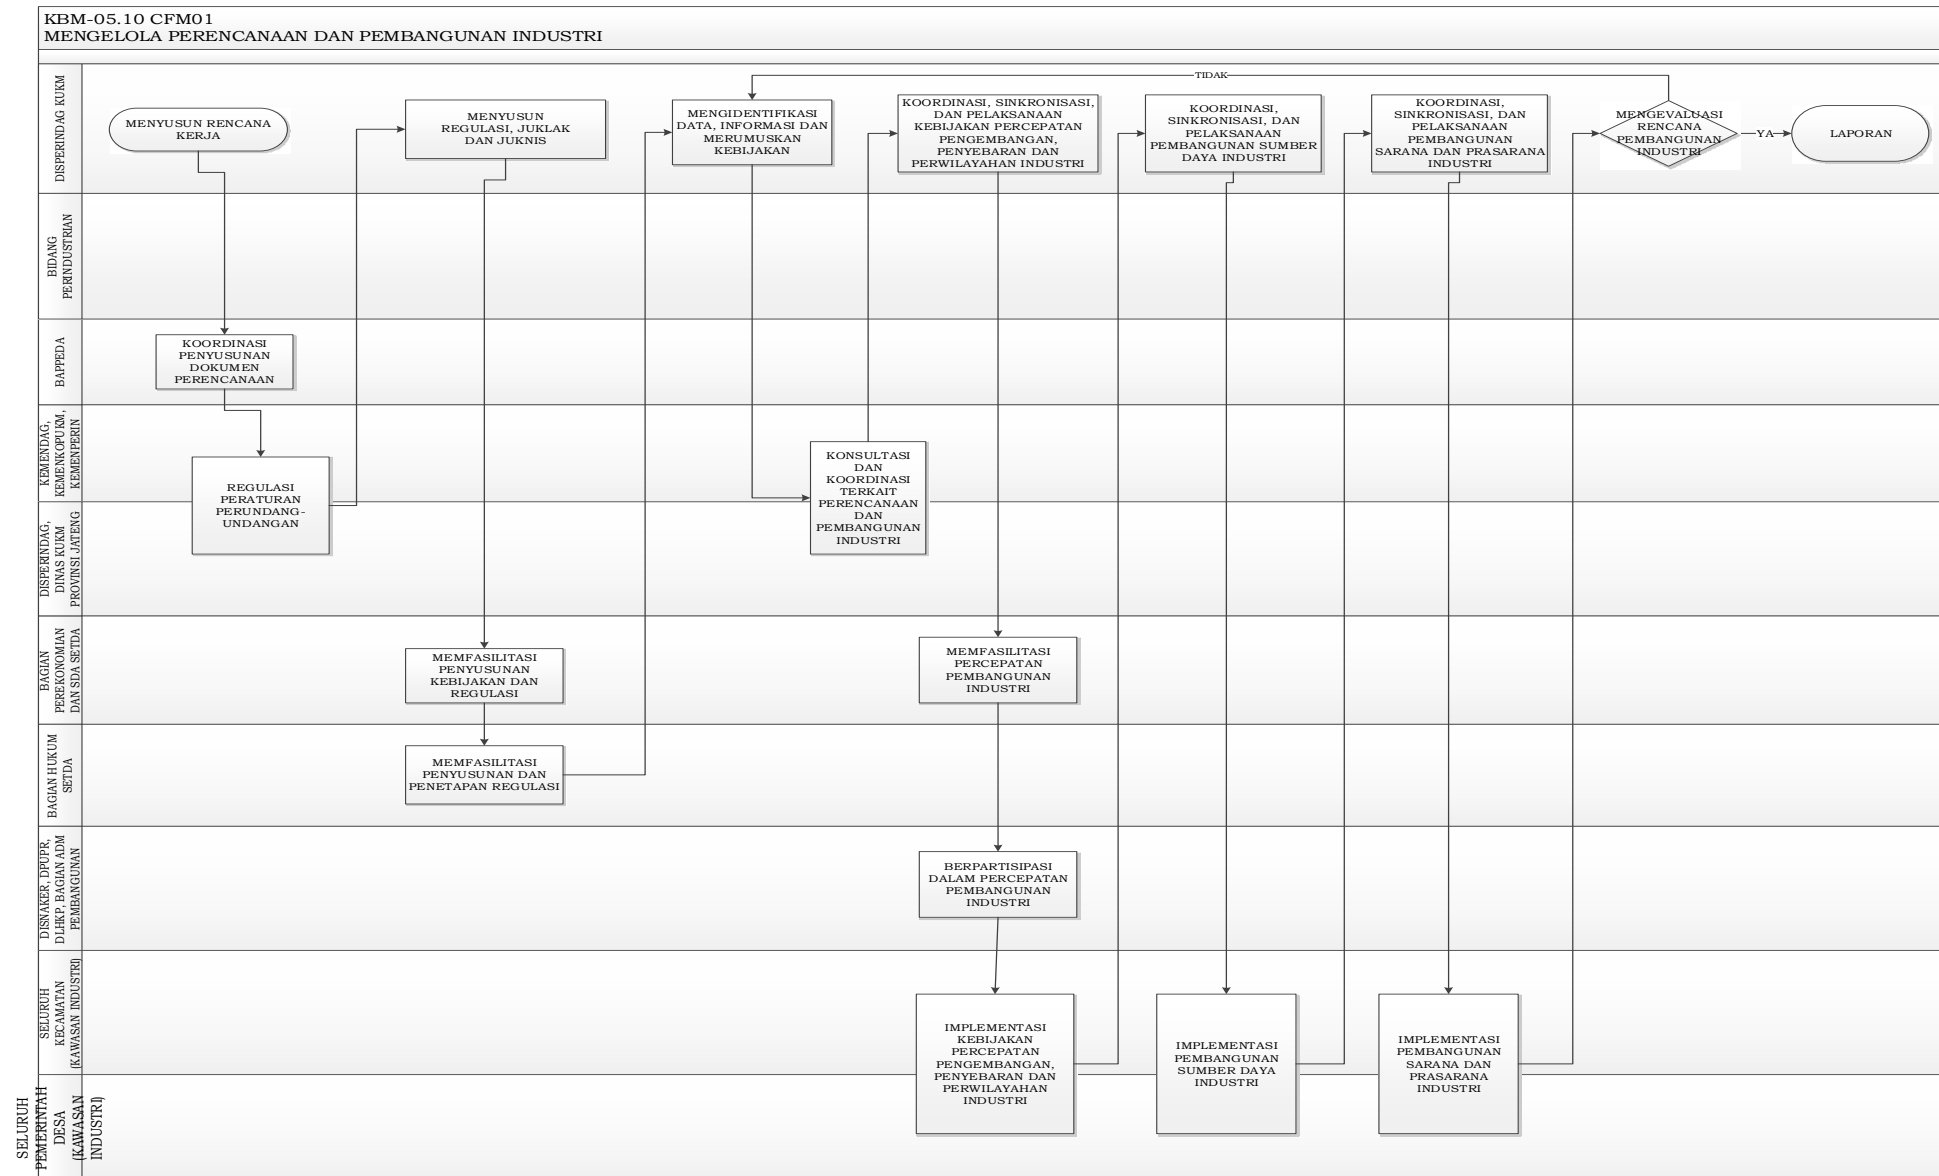 KBM-05.10 CFM01
MENGELOLA PERENCANAAN DAN PEMBANGUNAN INDUSTRI
DISPERINDAG KUKM
MENYUSUN RENCANA
KERJA
MENYUSUN
REGULASI, JUKLAK
DAN JUKNIS
MENGIDENTIFIKASI
DATA, INFORMASI DAN
MERUMUSKAN
KEBIJAKAN
KOORDINASI, SINKRONISASI,
DAN PELAKSANAAN
KEBIJAKAN PERCEPATAN
PENGEMBANGAN,
PENYEBARAN DAN
PERWILAYAHAN INDUSTRI
KOORDINASI,
SINKRONISASI, DAN
PELAKSANAAN
PEMBANGUNAN SUMBER
DAYA INDUSTRI
KOORDINASI,
SINKRONISASI, DAN
PELAKSANAAN
PEMBANGUNAN
SARANA DAN PRASARANA
INDUSTRI
TIDAK
MENGEVALUASI
RENCANA
PEMBANGUNAN
INDUSTRI
YA
LAPORAN
BIDANG
PERINDUSTRIAN
BAPPEDA
KOORDINASI
PENYUSUNAN
DOKUMEN
PERENCANAAN
KEMENDAG,
KEMENKOPUKM,
KEMENPERIN
REGULASI
PERATURAN
PERUNDANG-
UNDANGAN
KONSULTASI
DAN
KOORDINASI
TERKAIT
PERENCANAAN
DAN
PEMBANGUNAN
INDUSTRI
DISPERINDAG,
DINAS KUKM
PROVINSI JATENG
BAGIAN
PEREKONOMIAN
DAN SDA SETDA
MEMFASILITASI
PENYUSUNAN
KEBIJAKAN DAN
REGULASI
MEMFASILITASI
PERCEPATAN
PEMBANGUNAN
INDUSTRI
BAGIAN HUKUM
SETDA
MEMFASILITASI
PENYUSUNAN DAN
PENETAPAN REGULASI
DISNAKER, DPUPR,
DLHKP, BAGIAN ADM
PEMBANGUNAN
BERPARTISIPASI
DALAM PERCEPATAN
PEMBANGUNAN
INDUSTRI
SELURUH
KECAMATAN
(KAWASAN INDUSTRI)
IMPLEMENTASI
KEBIJAKAN
PERCEPATAN
PENGEMBANGAN,
PENYEBARAN DAN
PERWILAYAHAN
INDUSTRI
IMPLEMENTASI
PEMBANGUNAN
SUMBER DAYA
INDUSTRI
IMPLEMENTASI
PEMBANGUNAN
SARANA DAN
PRASARANA
INDUSTRI
SELURUH
PEMERINTAH
DESA
(KAWASAN
INDUSTRI)